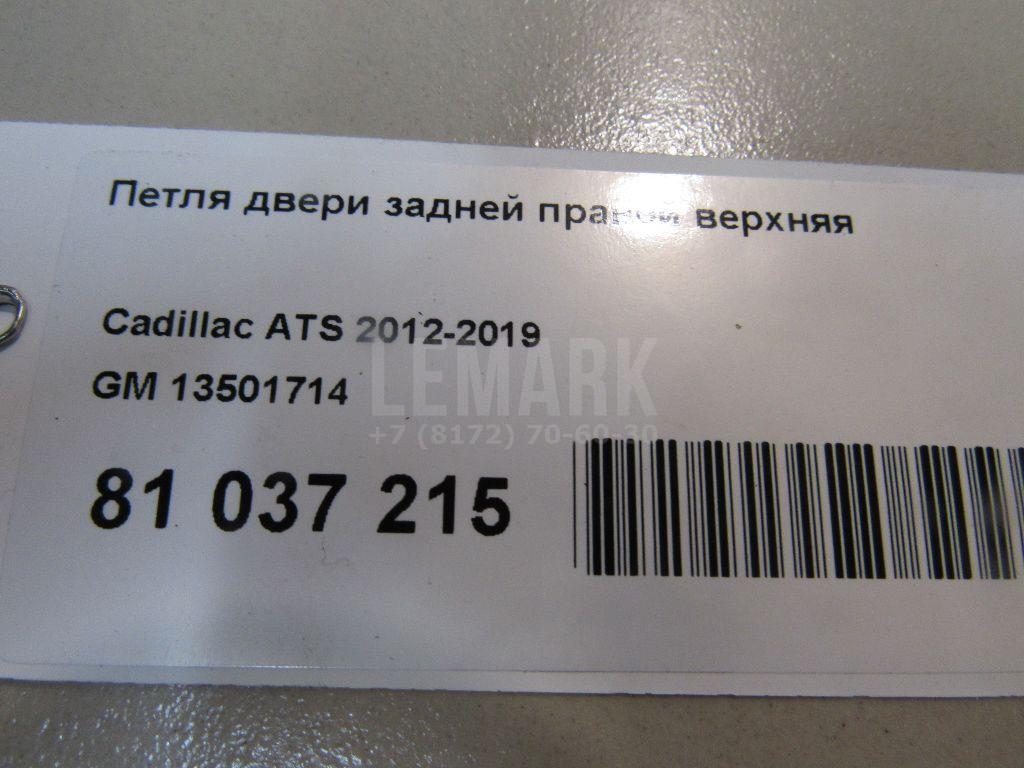 Петля двери задней правой верхняя
Cadillac ATS 2012-2019
GM 13501714
LEMARK
+7 (8172) 70-60-30
81 037 215